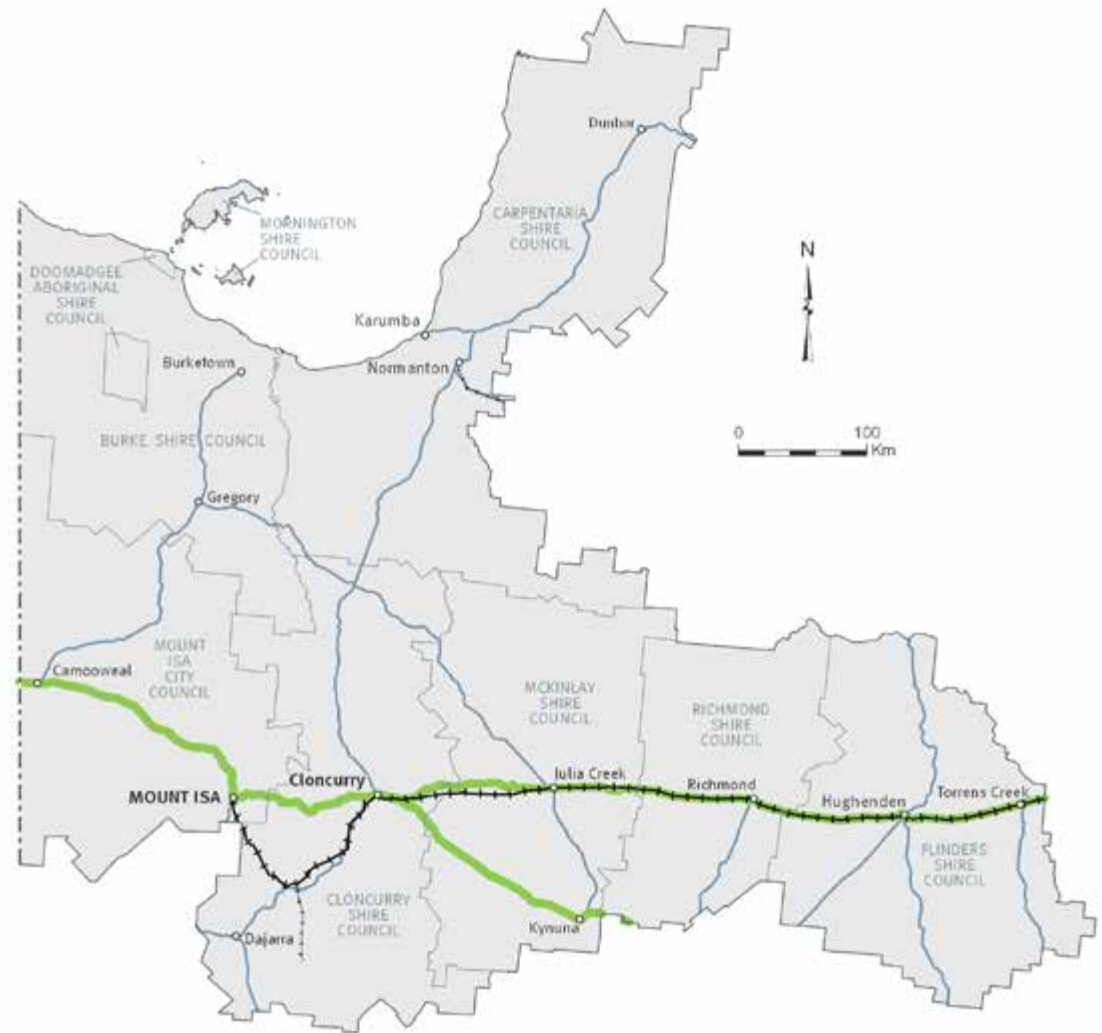 Dunbar
CARPENTARIA
SHIRE
COUNCIL
MORNINGTON
SHIRE
COUNCIL
N
DOOMADGEE
ABORIGINAL
SHIRE
COUNCIL
Karumba
Burketown
Normanton
0 100
Km
BURKE SHIRE COUNCIL
Gregory
MOUNT
ISA
CITY
COUNCIL
Camooweal
MCKINLAY
SHIRE
COUNCIL
RICHMOND
SHIRE
COUNCIL
Cloncurry
Julia Creek
Richmond
MOUNT ISA
Hughenden
Torrens Creek
FLINDERS
SHIRE
COUNCIL
CLONCURRY
SHIRE
COUNCIL
Kynuna
Dajarra